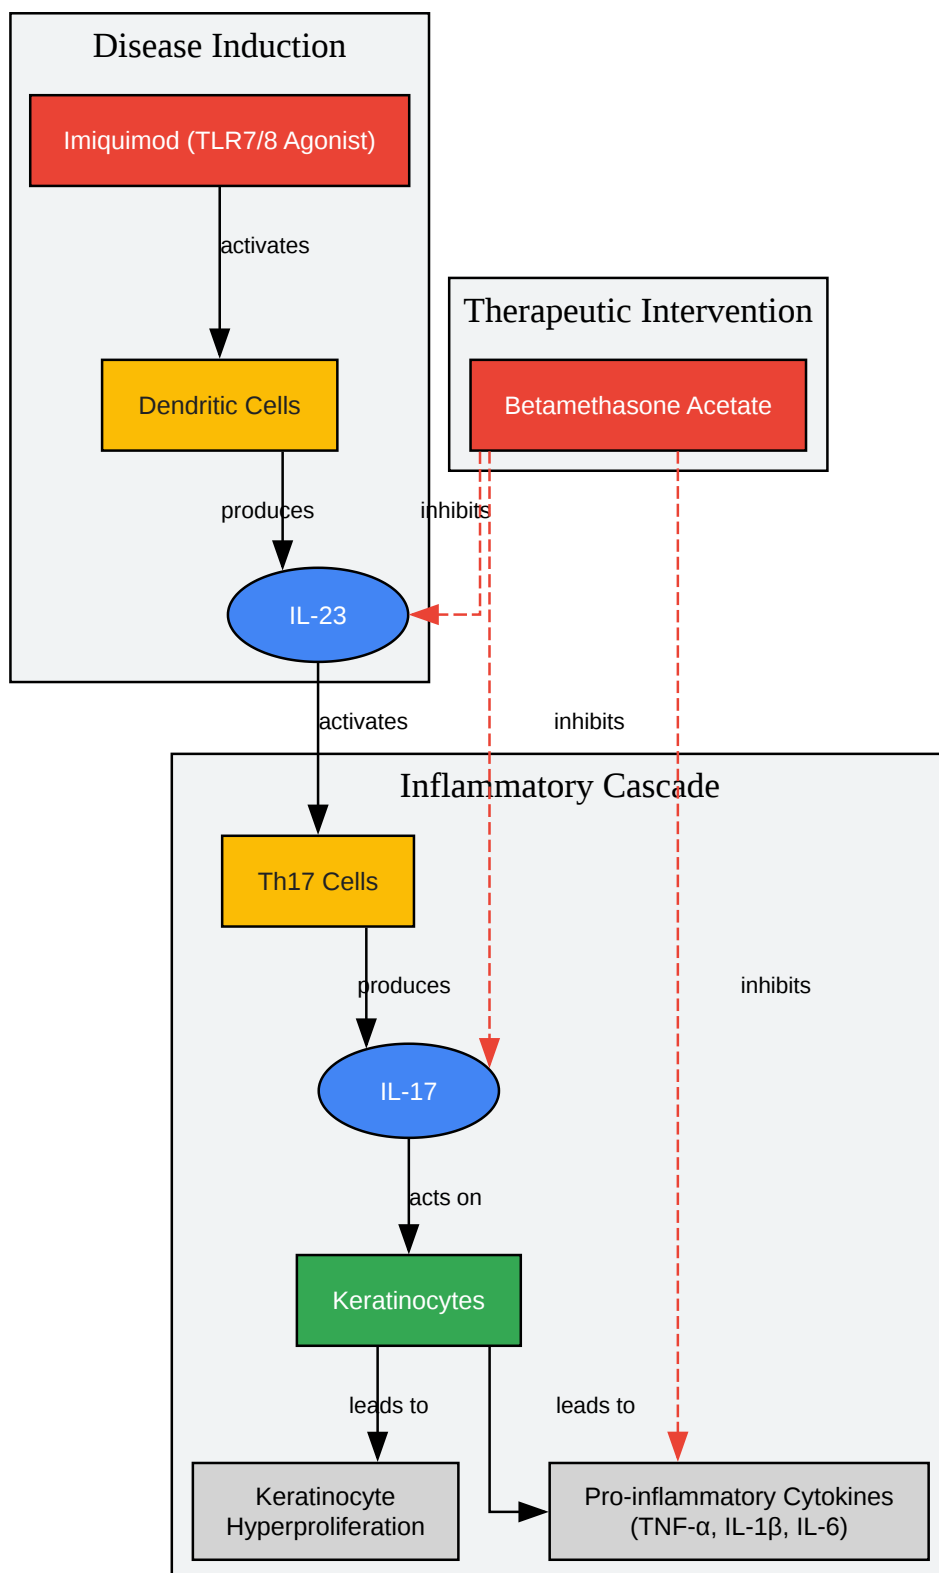 Disease Induction
Imiquimod (TLR7/8 Agonist)
activates
Therapeutic Intervention
Dendritic Cells
Betamethasone Acetate
produces
inhibits
IL-23
activates
inhibits
Inflammatory Cascade
Th17 Cells
produces
inhibits
IL-17
acts on
Keratinocytes
leads to
leads to
Keratinocyte
Hyperproliferation
Pro-inflammatory Cytokines
(TNF-α, IL-1β, IL-6)